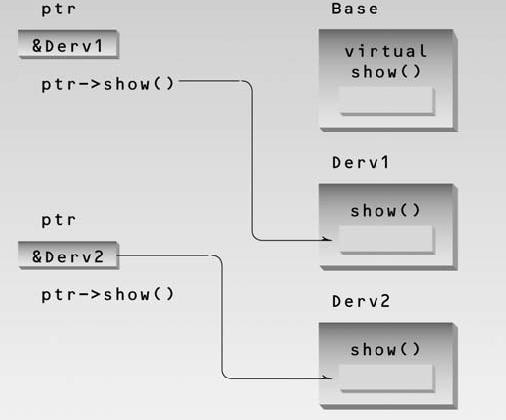 ptr
&Derv1
ptr->show()
Base
virtual
show()
Derv1
show()
ptr
&Derv2
ptr->show()
Derv2
show()